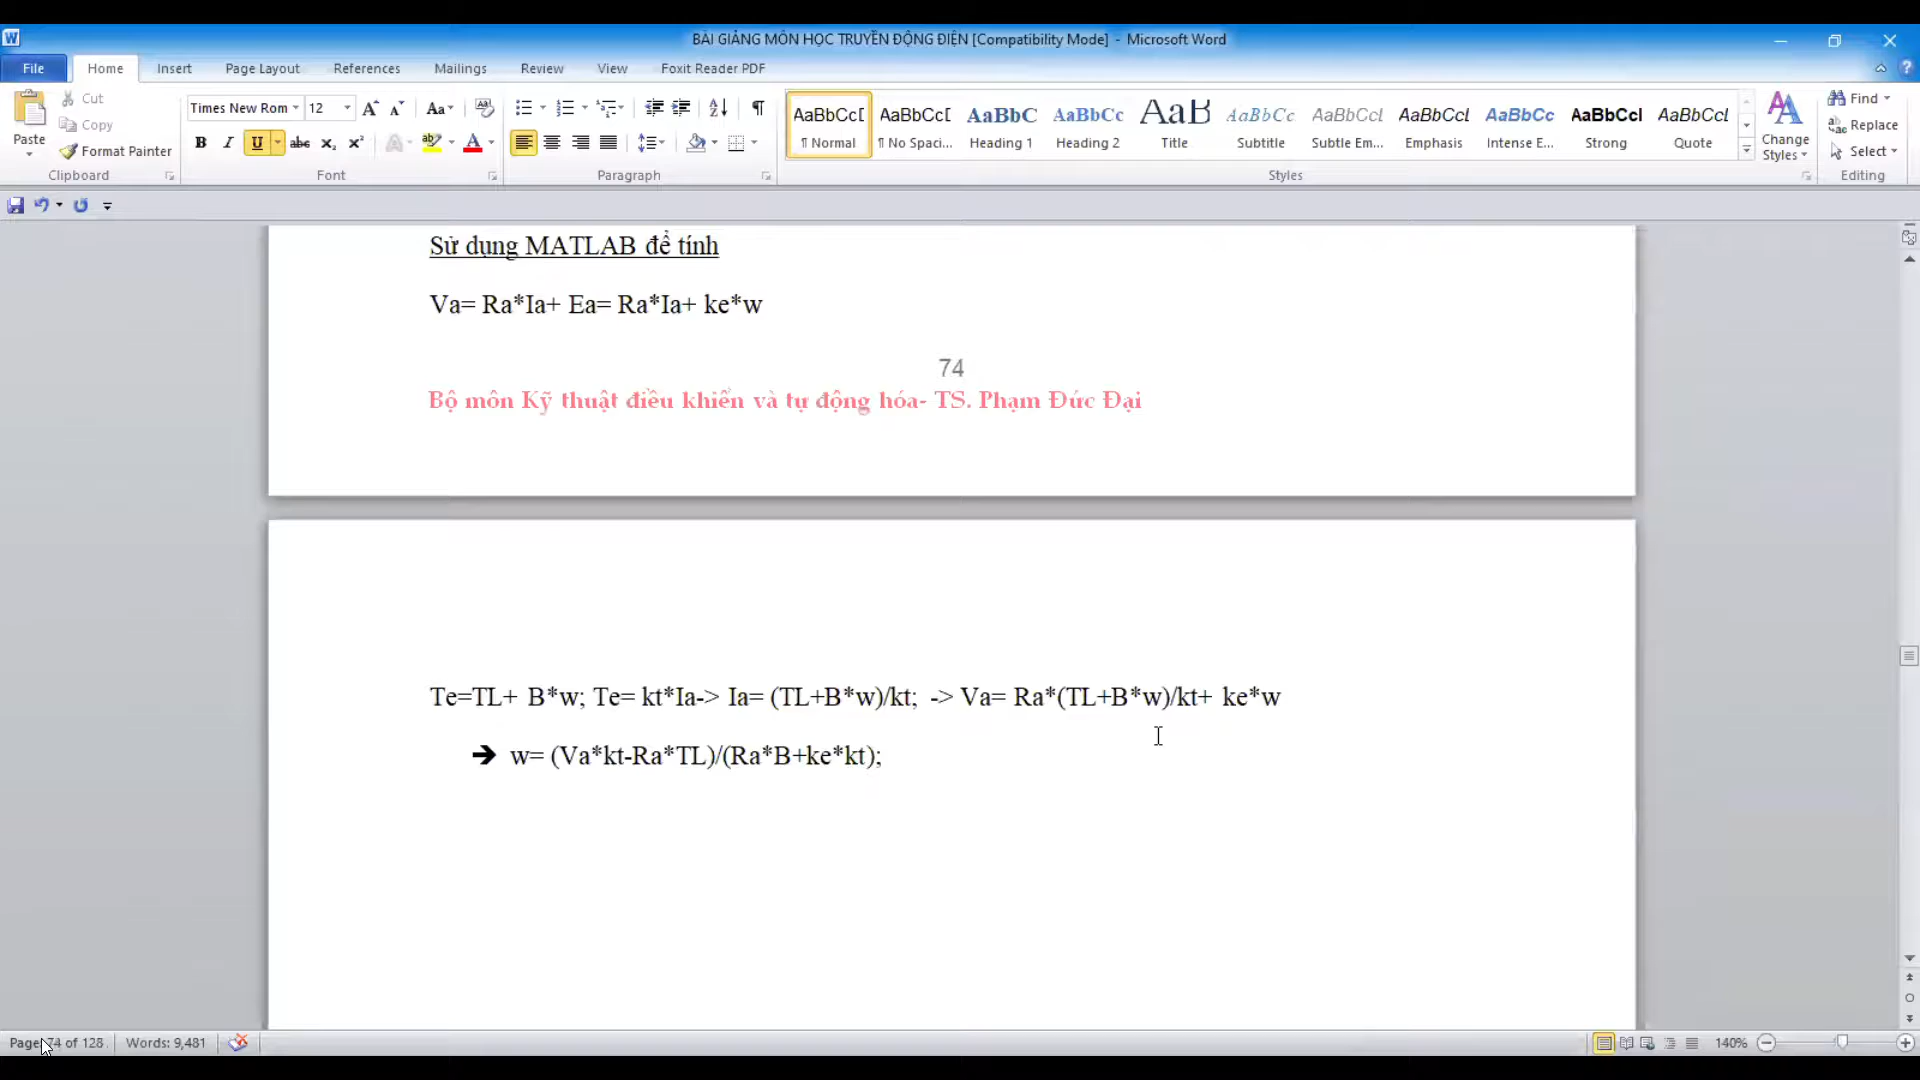 BÀI GIẢNG MÔN HỌC TRUYỀN ĐỘNG ĐIỆN [Compatibility Mode] - Microsoft Word
File Home Insert Page Layout References Mailings Review View Foxit Reader PDF
Paste
Cut
Copy
Format Painter
Clipboard
Times New Rom 12
Font
Paragraph
AaBbCcD AaBbCcD AaBbC AaBbCc AaB AaBbCc AaBbCcL AaBbCcL AaBbCc AaBbCcl AaBbCcL
¶ Normal ¶ No Spaci... Heading 1 Heading 2 Title Subtitle Subtle Em... Emphasis Intense E... Strong Quote
Styles
Change Styles
Find
Replace
Select
Editing
Sử dụng MATLAB để tính
Va= Ra*Ia+ Ea= Ra*Ia+ ke*w
74
Bộ môn Kỹ thuật điều khiển và tự động hóa- TS. Phạm Đức Đại
Te=TL+ B*w; Te= kt*Ia-> Ia= (TL+B*w)/kt; -> Va= Ra*(TL+B*w)/kt+ ke*w
➔ w= (Va*kt-Ra*TL)/(Ra*B+ke*kt);
Page: 74 of 128 Words: 9,481 140%